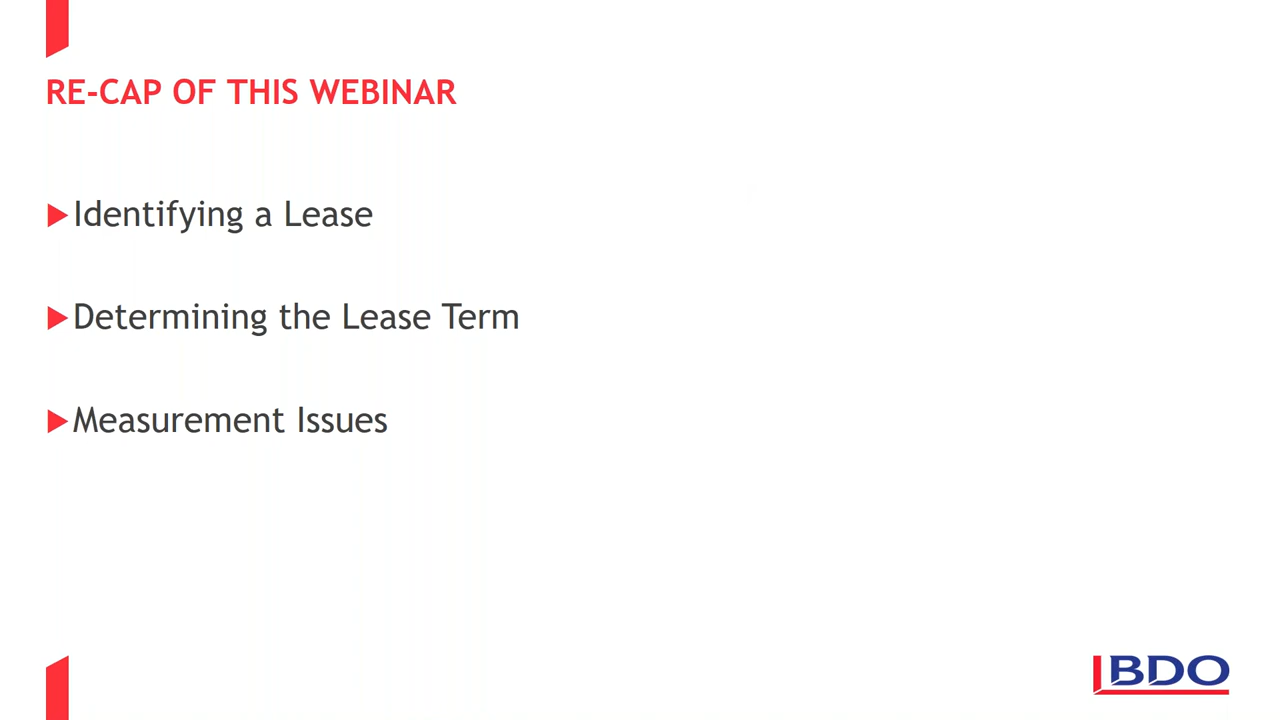 RE-CAP OF THIS WEBINAR
Identifying a Lease
Determining the Lease Term
Measurement Issues
BDO